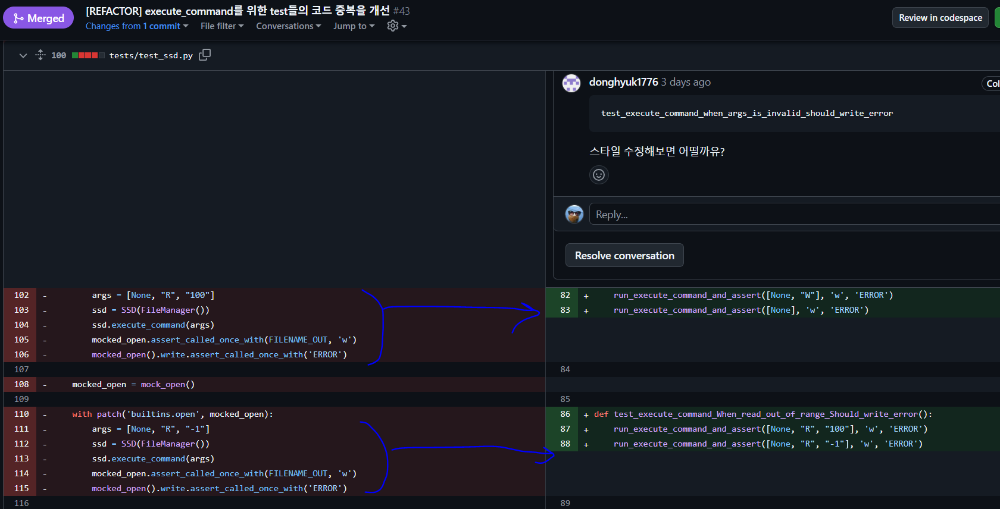 Merged
[REFACTOR] execute_command를 위한 test들의 코드 중복을 개선 #43
Changes from 1 commit File filter Conversations Jump to
Review in codespace
100 tests/test_ssd.py
donghyuk1776 3 days ago
Col
test_execute_command_when_args_is_invalid_should_write_error
스타일 수정해보면 어떨까유?
Reply...
Resolve conversation
102 - args = [None, "R", "100"]
103 - ssd = SSD(FileManager())
104 - ssd.execute_command(args)
105 - mocked_open.assert_called_once_with(FILENAME_OUT, 'w')
106 - mocked_open().write.assert_called_once_with('ERROR')
107
108 - mocked_open = mock_open()
109
110 - with patch('builtins.open', mocked_open):
111 - args = [None, "R", "-1"]
112 - ssd = SSD(FileManager())
113 - ssd.execute_command(args)
114 - mocked_open.assert_called_once_with(FILENAME_OUT, 'w')
115 - mocked_open().write.assert_called_once_with('ERROR')
116
82 + run_execute_command_and_assert([None, "W"], 'w', 'ERROR')
83 + run_execute_command_and_assert([None], 'w', 'ERROR')
84
85
86 + def test_execute_command_When_read_out_of_range_Should_write_error():
87 + run_execute_command_and_assert([None, "R", "100"], 'w', 'ERROR')
88 + run_execute_command_and_assert([None, "R", "-1"], 'w', 'ERROR')
89